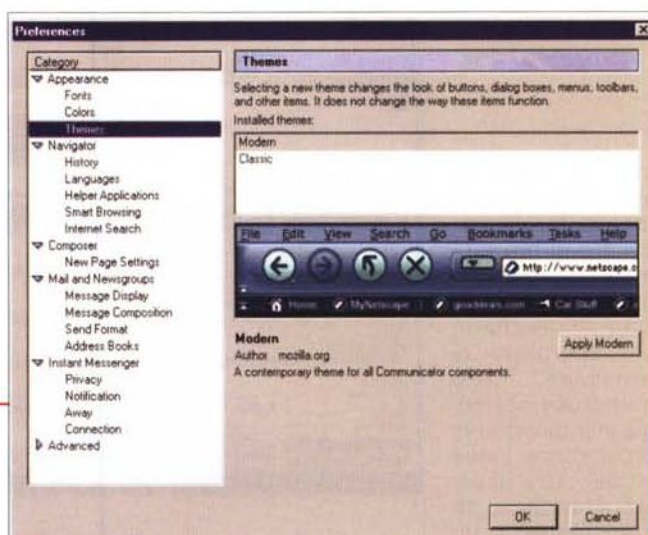 Preferences
Category
Appearance
Fonts
Colors
Themes
Navigator
History
Languages
Helper Applications
Smart Browsing
Internet Search
Composer
New Page Settings
Mail and Newsgroups
Message Display
Message Composition
Send Format
Address Books
Instant Messenger
Privacy
Notification
Away
Connection
Advanced
Themes
Selecting a new theme changes the look of buttons, dialog boxes, menus, toolbars,
and other items. It does not change the way these items function.
Installed themes:
Modern
Classic
File Edit View Search Go Bookmarks Tasks Help
http://www.netscape.c
Home MyNetscape Car Stuff
Modern
Author mozilla.org
A contemporary theme for all Communicator components.
Apply Modern
OK Cancel